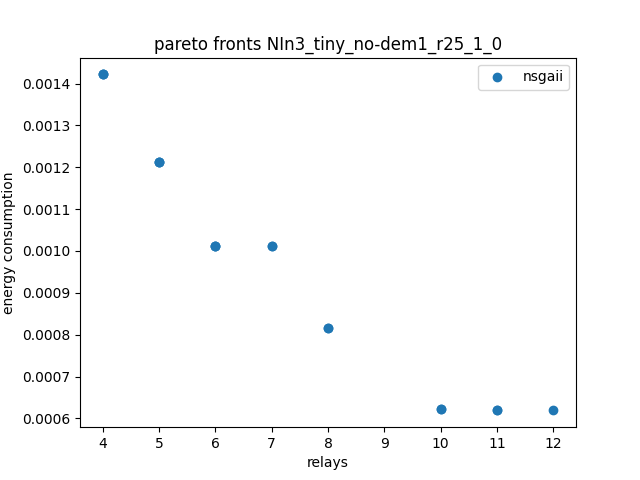 pareto fronts NIn3_tiny_no-dem1_r25_1_0
nsgaii
energy consumption
0.0014
0.0013
0.0012
0.0011
0.0010
0.0009
0.0008
0.0007
0.0006
4 5 6 7 8 9 10 11 12
relays